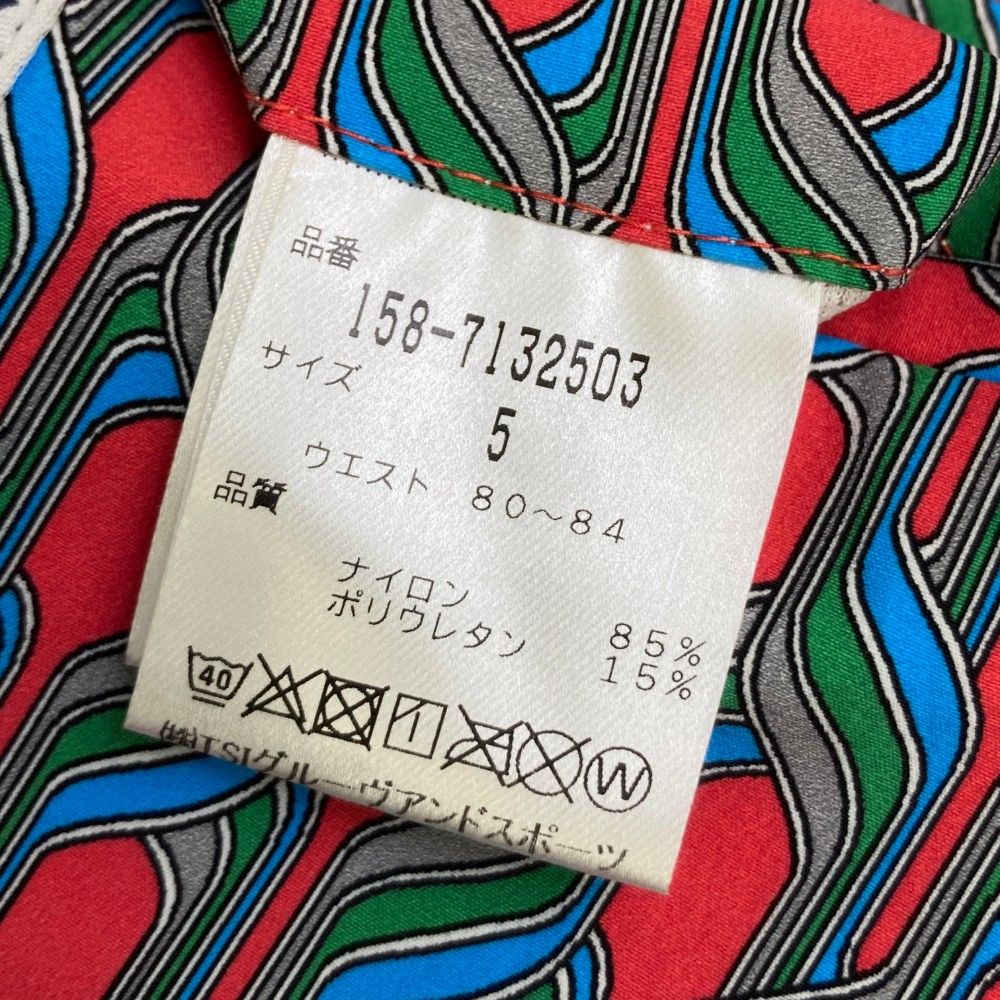 品番
158-7132503
サイズ
5
ウエスト 80~84
品質
ナイロン 85%
ポリウレタン 15%
40
W
㈱TSIグルーヴアンドスポーツ